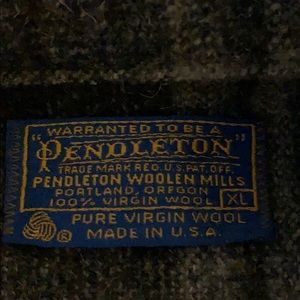 WARRANTED TO BE A
"PENDLETON"
TRADE MARK REG. U.S. PAT. OFF.
PENDLETON WOOLEN MILLS
PORTLAND, OREGON
100% VIRGIN WOOL XL
PURE VIRGIN WOOL
® MADE IN U.S.A.